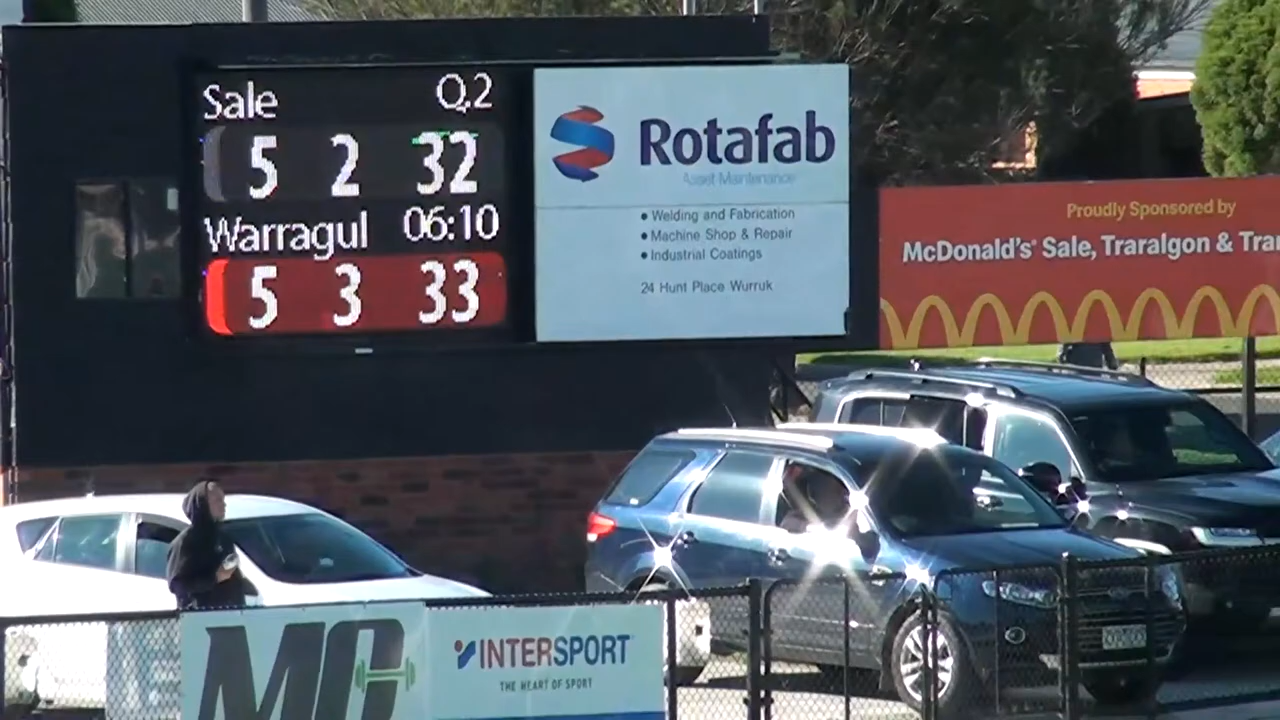 Sale Q.2
5 2 32
Warragul 06:10
5 3 33
Rotafab
Asset Maintenance
• Welding and Fabrication
• Machine Shop & Repair
• Industrial Coatings
24 Hunt Place Wurruk
Proudly Sponsored by
McDonald's Sale, Traralgon & Trar
MC
INTERSPORT
THE HEART OF SPORT